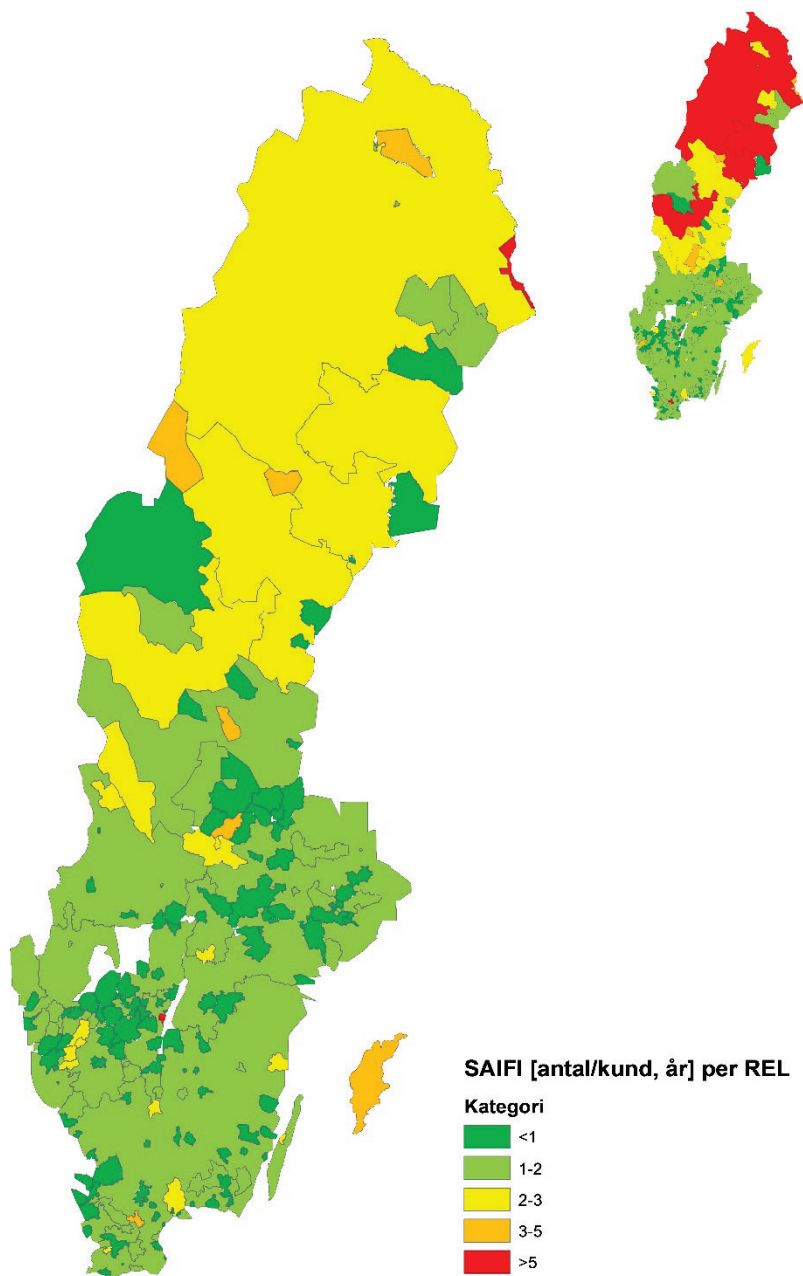 SAIFI [antal/kund, år] per REL
Kategori
<1
1-2
2-3
3-5
>5